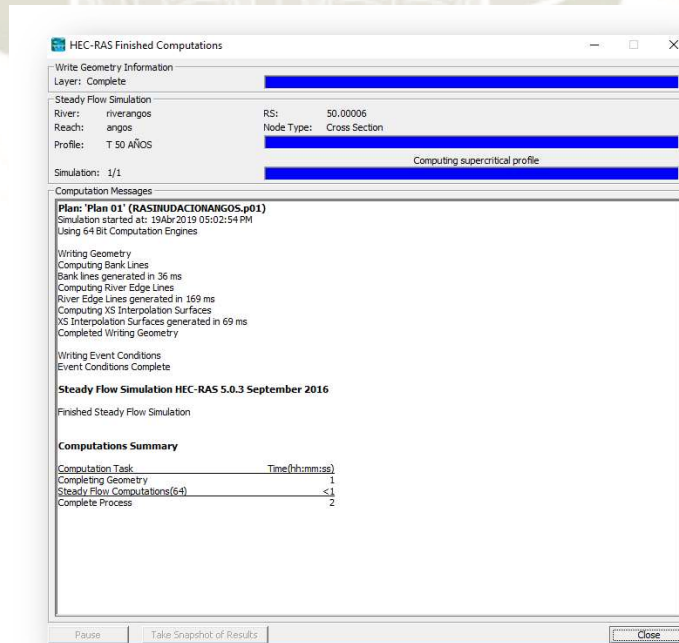 HEC-RAS Finished Computations
Write Geometry Information
Layer: Complete
Steady Flow Simulation
River: riverangos RS: 50.00006
Reach: angos Node Type: Cross Section
Profile: T 50 AÑOS
Computing supercritical profile
Simulation: 1/1
Computation Messages
Plan: 'Plan 01' (RASINUDACIONANGOS.p01)
Simulation started at: 19Abr2019 05:02:54 PM
Using 64 Bit Computation Engines
Writing Geometry
Computing Bank Lines
Bank lines generated in 36 ms
Computing River Edge Lines
River Edge Lines generated in 169 ms
Computing XS Interpolation Surfaces
XS Interpolation Surfaces generated in 69 ms
Completed Writing Geometry
Writing Event Conditions
Event Conditions Complete
Steady Flow Simulation HEC-RAS 5.0.3 September 2016
Finished Steady Flow Simulation
Computations Summary
Computation Task Time(hh:mm:ss)
Completing Geometry 1
Steady Flow Computations(64) <1
Complete Process 2
Pause Take Snapshot of Results Close